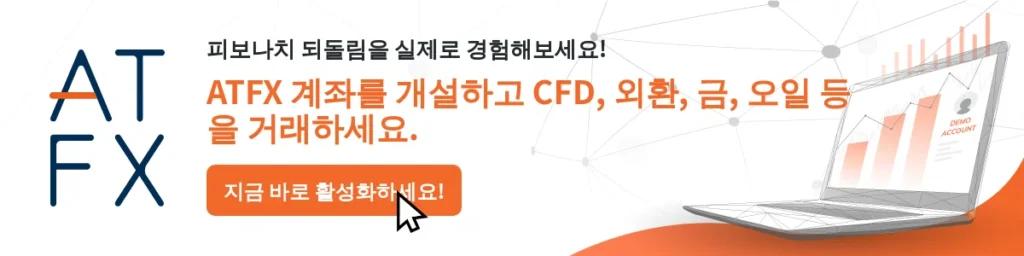 AT
FX
피보나치 되돌림을 실제로 경험해보세요!
ATFX 계좌를 개설하고 CFD, 외환, 금, 오일 등
을 거래하세요.
지금 바로 활성화하세요!
DEMO
ACCOUNT